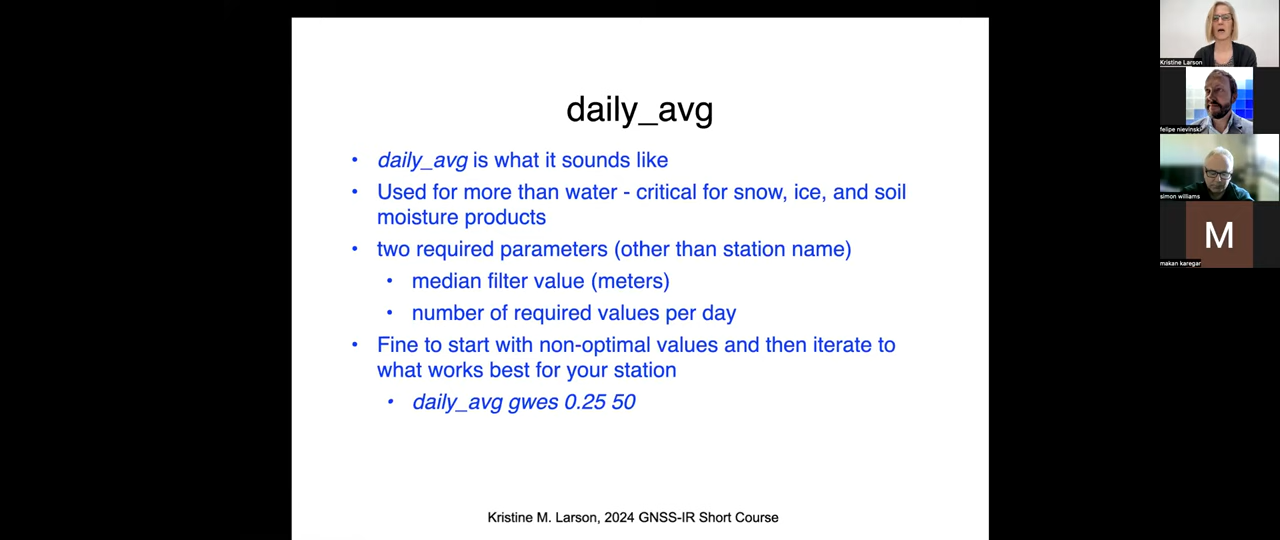 daily_avg
• daily_avg is what it sounds like
• Used for more than water - critical for snow, ice, and soil
moisture products
• two required parameters (other than station name)
• median filter value (meters)
• number of required values per day
• Fine to start with non-optimal values and then iterate to
what works best for your station
• daily_avg gwes 0.25 50
Kristine M. Larson, 2024 GNSS-IR Short Course
Kristine Larson
felipe nievinski
simon williams
M
makan karegar